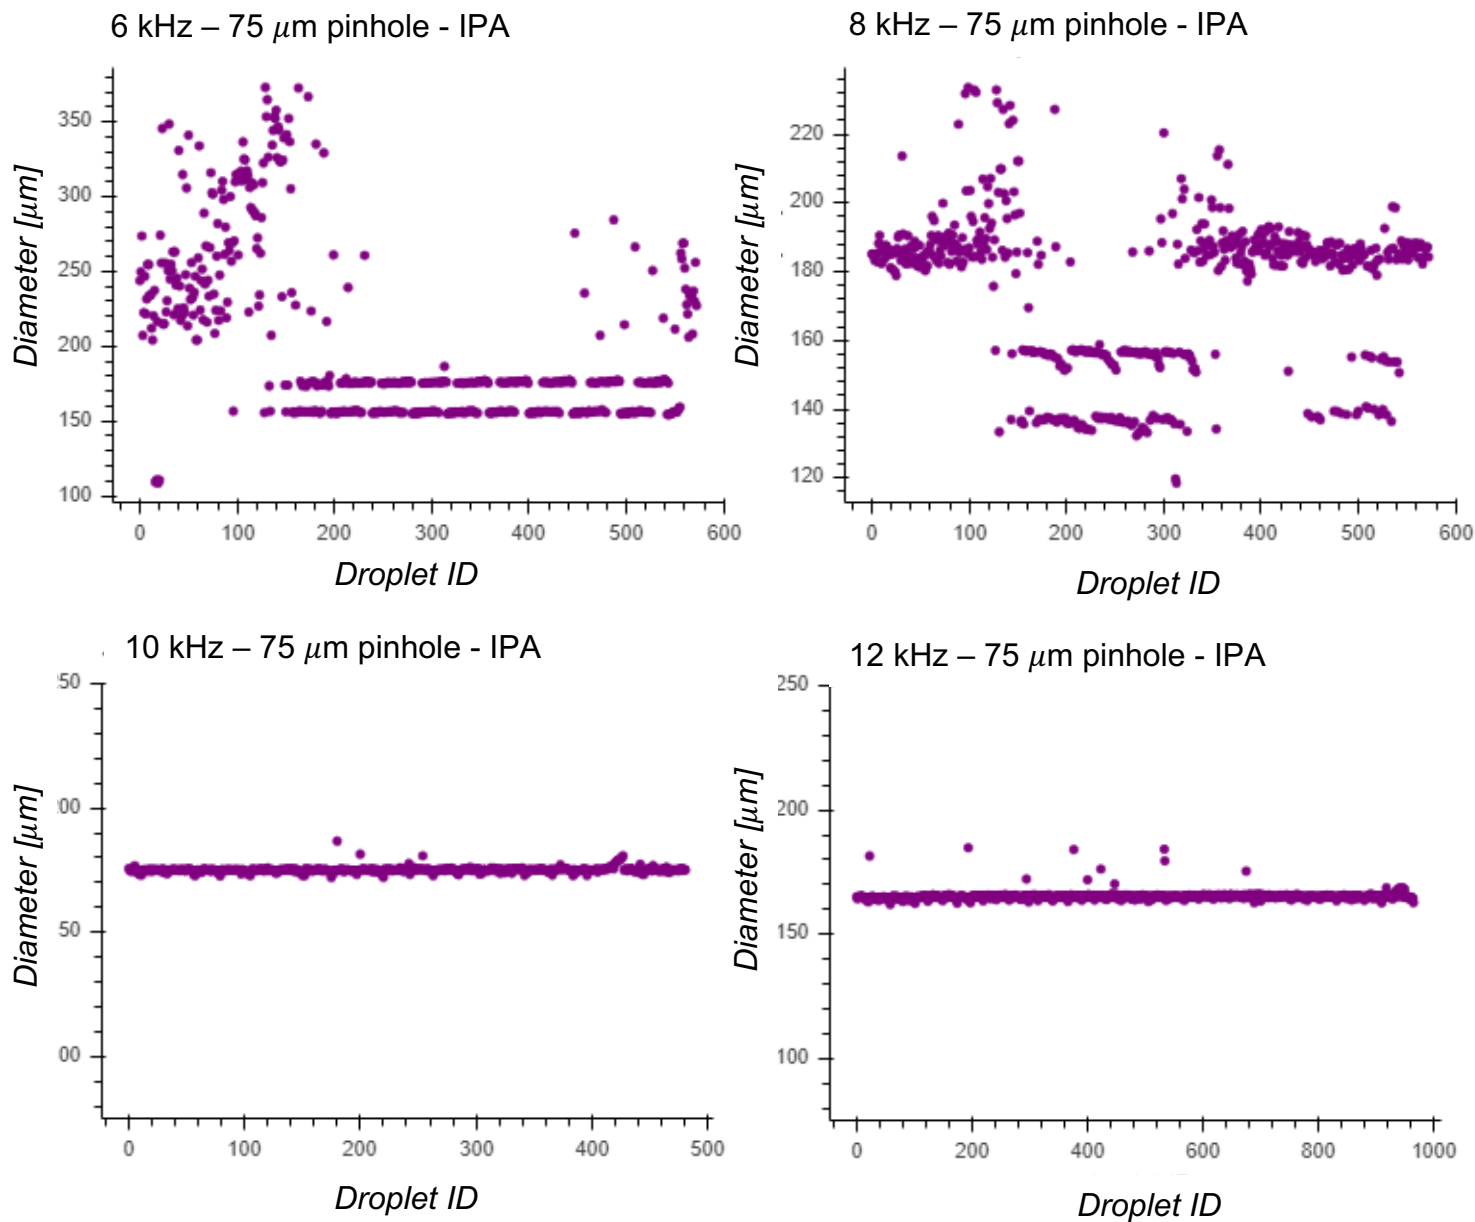 6 kHz – 75 𝜇m pinhole - IPA
Diameter [𝜇m]
350
300
250
200
150
100
0 100 200 300 400 500 600
Droplet ID
8 kHz – 75 𝜇m pinhole - IPA
Diameter [𝜇m]
220
200
180
160
140
120
0 100 200 300 400 500 600
Droplet ID
10 kHz – 75 𝜇m pinhole - IPA
Diameter [𝜇m]
50
00
50
00
0 100 200 300 400 500
Droplet ID
12 kHz – 75 𝜇m pinhole - IPA
Diameter [𝜇m]
250
200
150
100
0 200 400 600 800 1000
Droplet ID